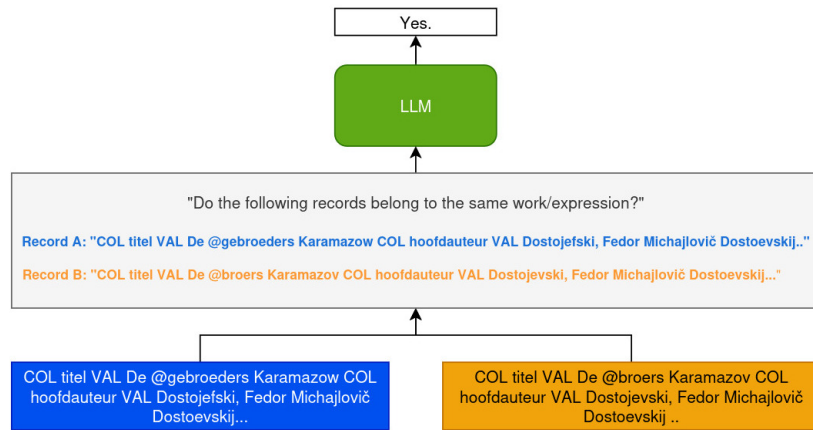 Yes.
LLM
"Do the following records belong to the same work/expression?"
Record A: "COL titel VAL De @gebroeders Karamazow COL hoofdauteur VAL Dostojefski, Fedor Michajlovič Dostoevskij.."
Record B: "COL titel VAL De @broers Karamazov COL hoofdauteur VAL Dostojevski, Fedor Michajlovič Dostoevskij..."
COL titel VAL De @gebroeders Karamazow COL
hoofdauteur VAL Dostojefski, Fedor Michajlovič
Dostoevskij...
COL titel VAL De @broers Karamazov COL
hoofdauteur VAL Dostojevski, Fedor Michajlovič
Dostoevskij ..